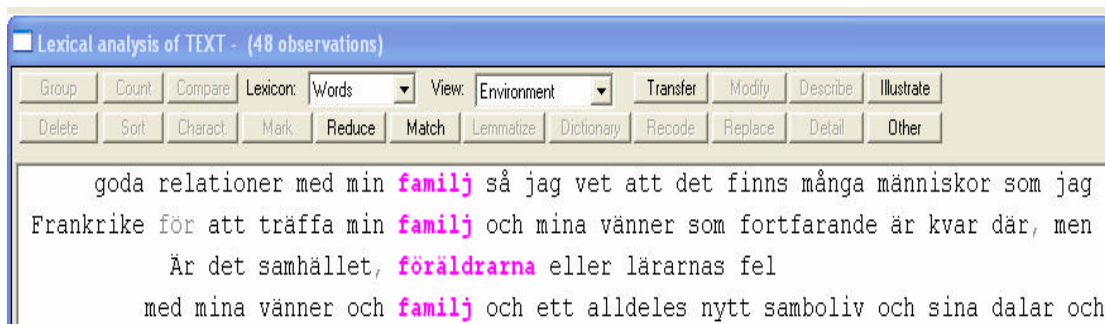 Lexical analysis of TEXT - (48 observations)
Group Count Compare Lexicon: Words View: Environment Transfer Modify Describe Illustrate
Delete Sort Charact. Mark Reduce Match Lemmatize Dictionary Recode Replace Detail Other
goda relationer med min familj så jag vet att det finns många människor som jag
Frankrike för att träffa min familj och mina vänner som fortfarande är kvar där, men
Är det samhället, föräldrarna eller lärarnas fel
med mina vänner och familj och ett alldeles nytt samboliv och sina dalar och